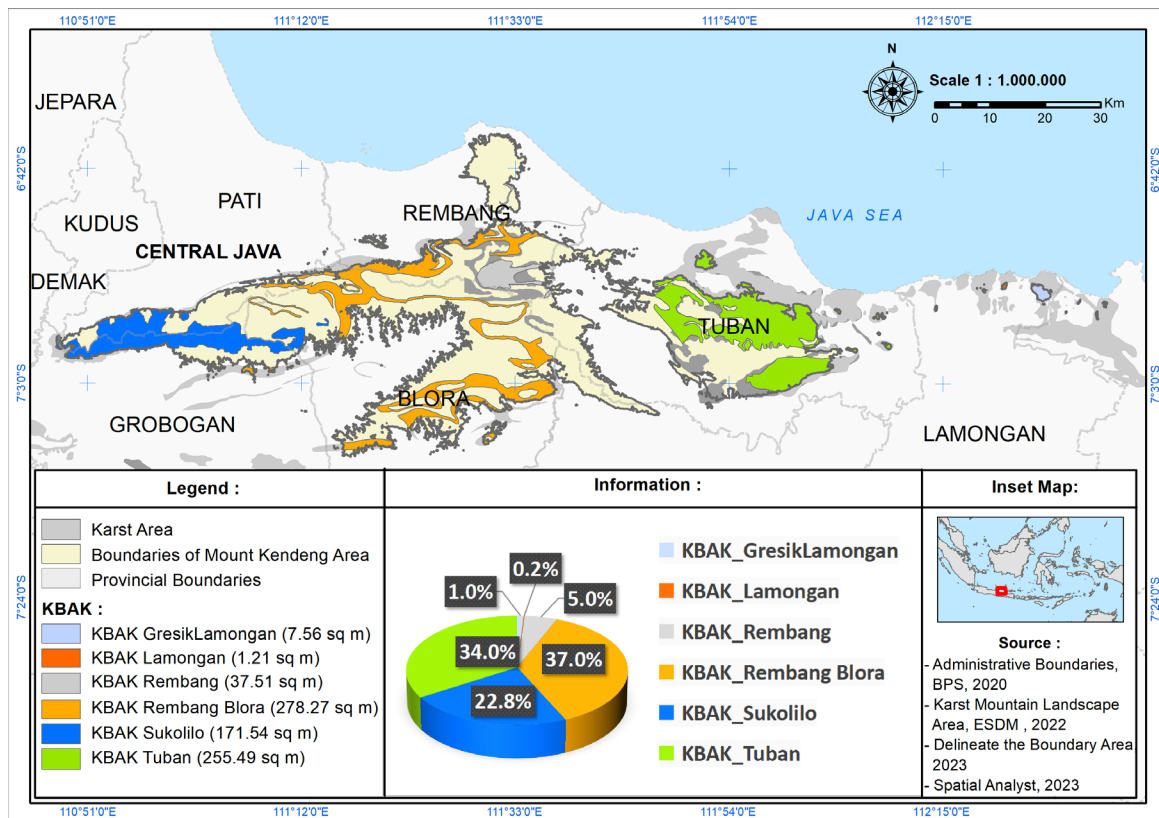 110°51'0"E 111°12'0"E 111°33'0"E 111°54'0"E 112°15'0"E
N
Scale 1 : 1.000.000
Km
0 10 20 30
JEPARA
6°42'0"S
6°42'0"S
PATI
REMBANG
JAVA SEA
KUDUS
CENTRAL JAVA
DEMAK
TUBAN
7°3'0"S
7°3'0"S
BLORA
GROBOGAN
LAMONGAN
Legend :
Karst Area
Boundaries of Mount Kendeng Area
Provincial Boundaries
KBAK :
KBAK GresikLamongan (7.56 sq m)
KBAK Lamongan (1.21 sq m)
KBAK Rembang (37.51 sq m)
KBAK Rembang Blora (278.27 sq m)
KBAK Sukolilo (171.54 sq m)
KBAK Tuban (255.49 sq m)
Information :
0.2%
1.0%
5.0%
34.0%
37.0%
22.8%
KBAK_GresikLamongan
KBAK_Lamongan
KBAK_Rembang
KBAK_Rembang Blora
KBAK_Sukolilo
KBAK_Tuban
Inset Map:
Source :
- Administrative Boundaries,
BPS, 2020
- Karst Mountain Landscape
Area, ESDM , 2022
- Delineate the Boundary Area,
2023
- Spatial Analyst, 2023
7°24'0"S
7°24'0"S
110°51'0"E 111°12'0"E 111°33'0"E 111°54'0"E 112°15'0"E